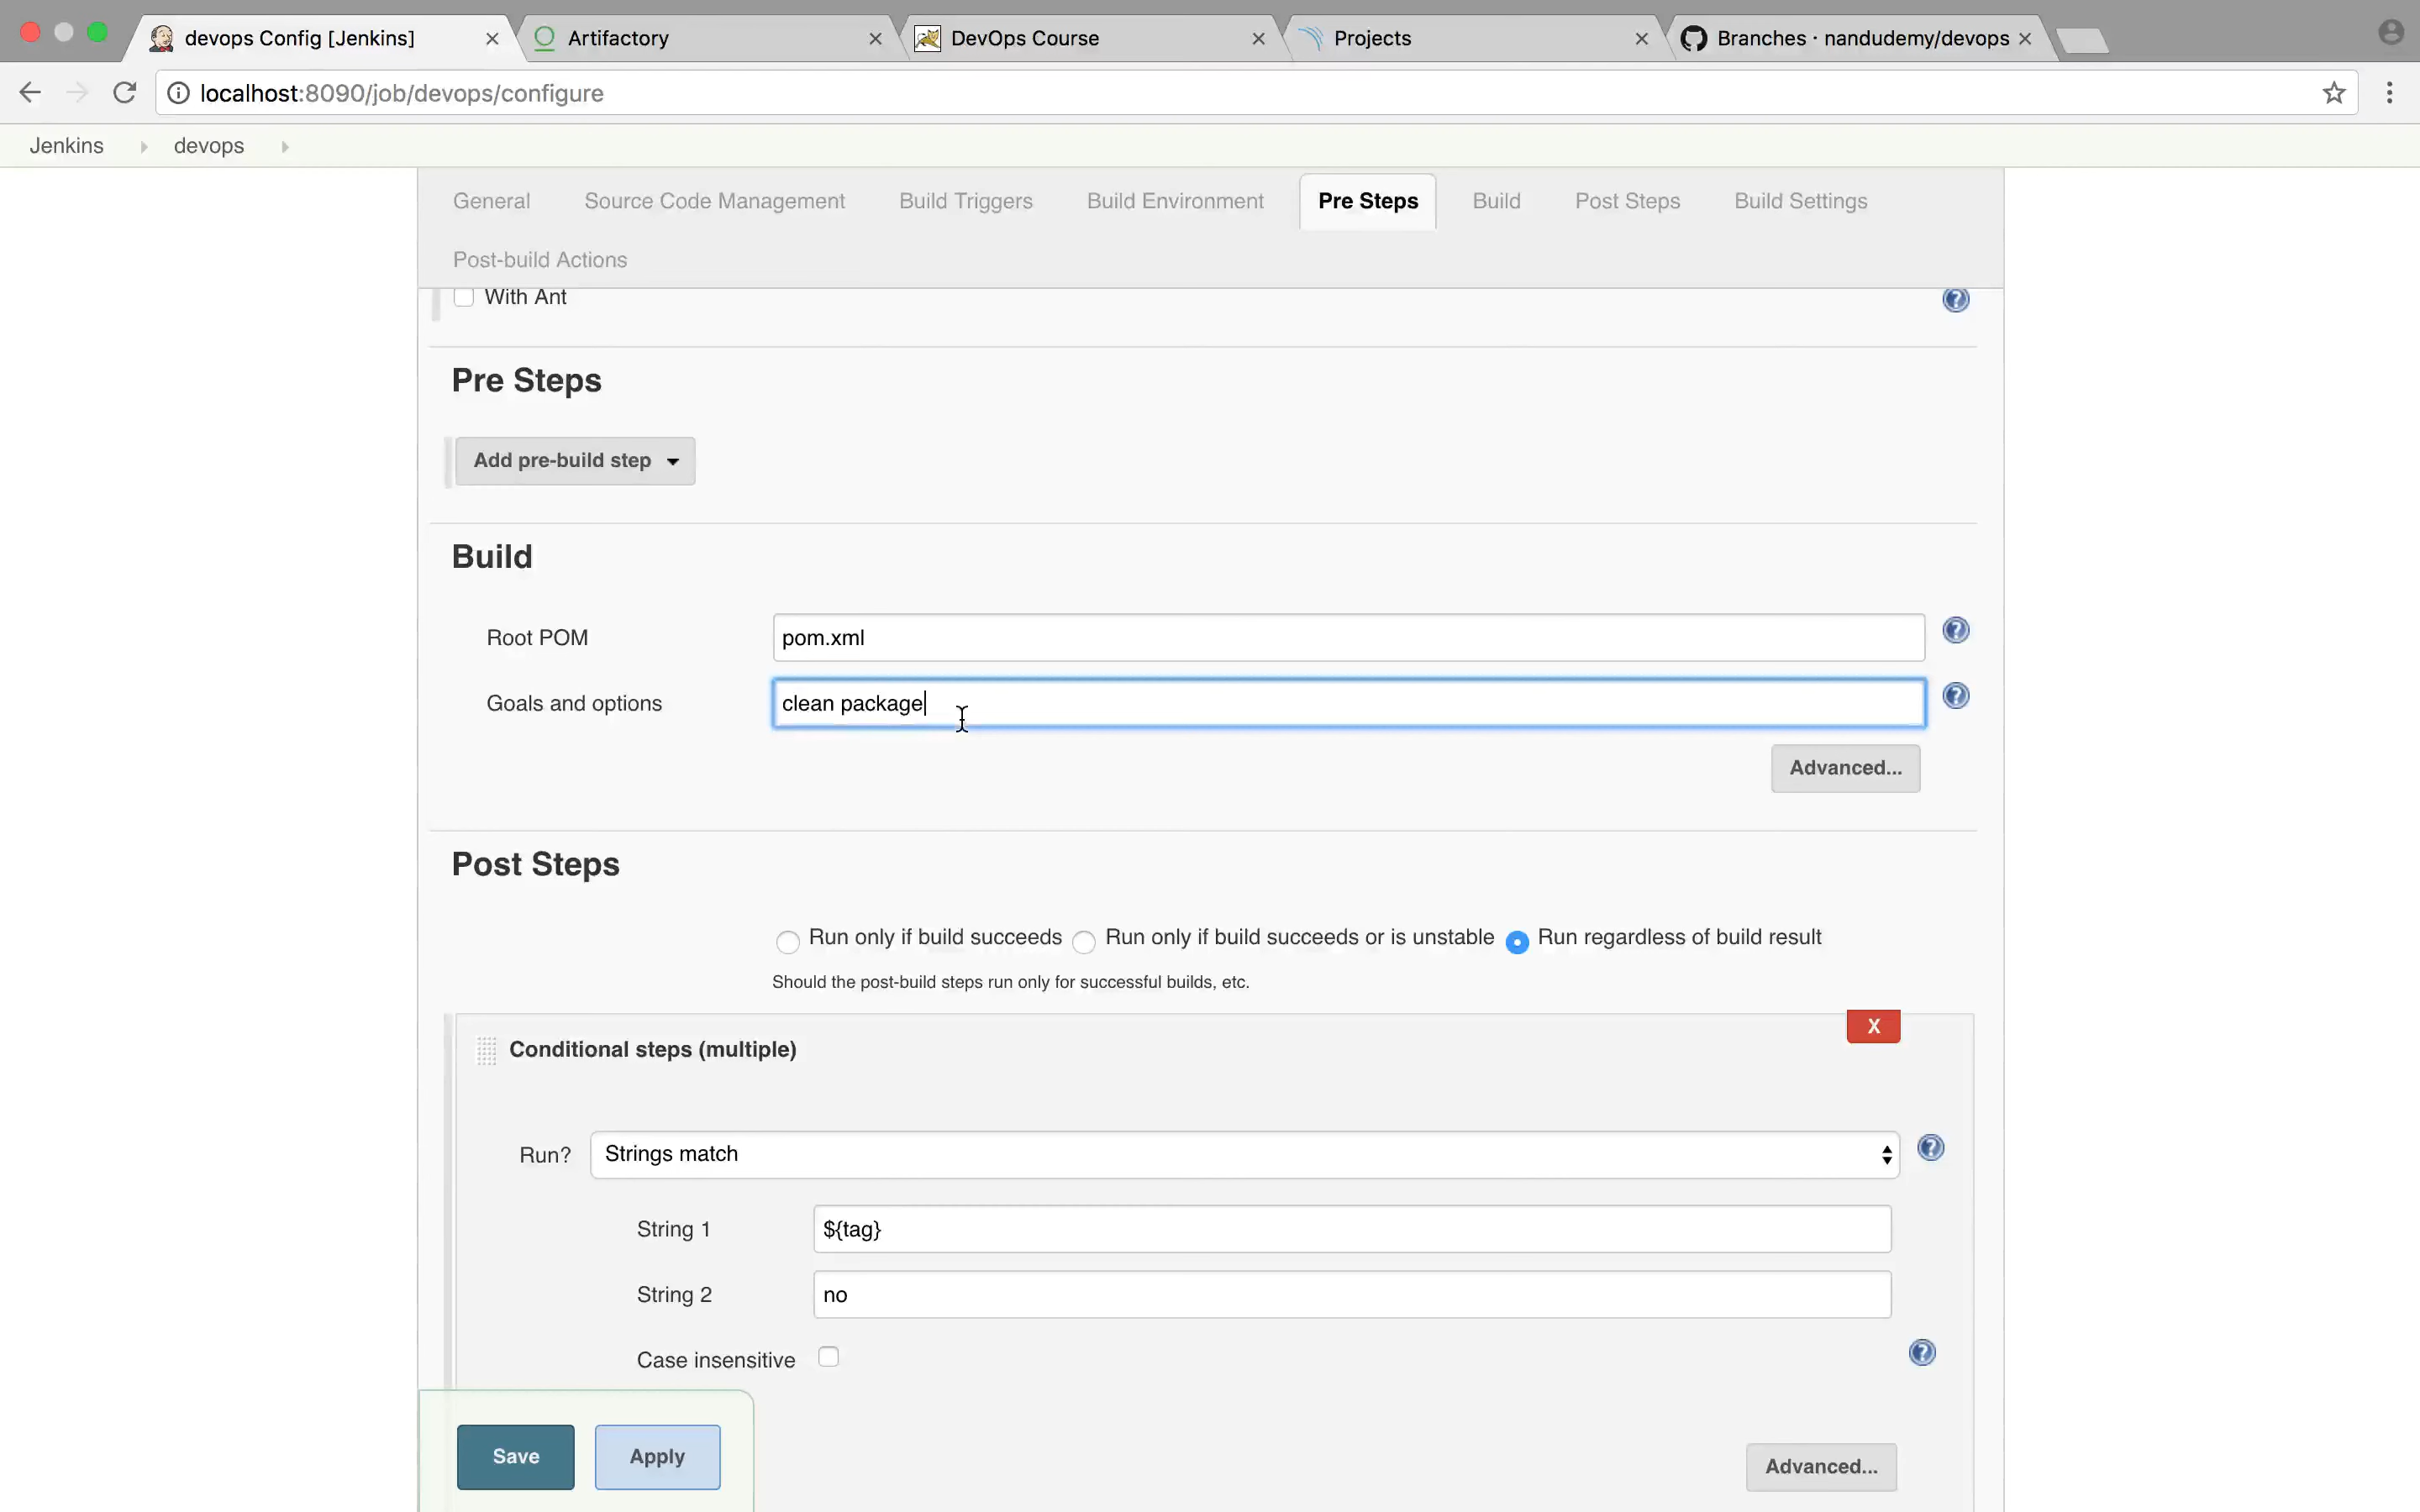 devops Config [Jenkins]
Artifactory
DevOps Course
Projects
Branches · nandudemy/devops
localhost:8090/job/devops/configure
Jenkins devops
General Source Code Management Build Triggers Build Environment Pre Steps Build Post Steps Build Settings
Post-build Actions
With Ant
Pre Steps
Add pre-build step
Build
Root POM pom.xml
Goals and options clean package
Advanced...
Post Steps
Run only if build succeeds Run only if build succeeds or is unstable Run regardless of build result
Should the post-build steps run only for successful builds, etc.
X
Conditional steps (multiple)
Run? Strings match
String 1 ${tag}
String 2 no
Case insensitive
Save Apply Advanced...